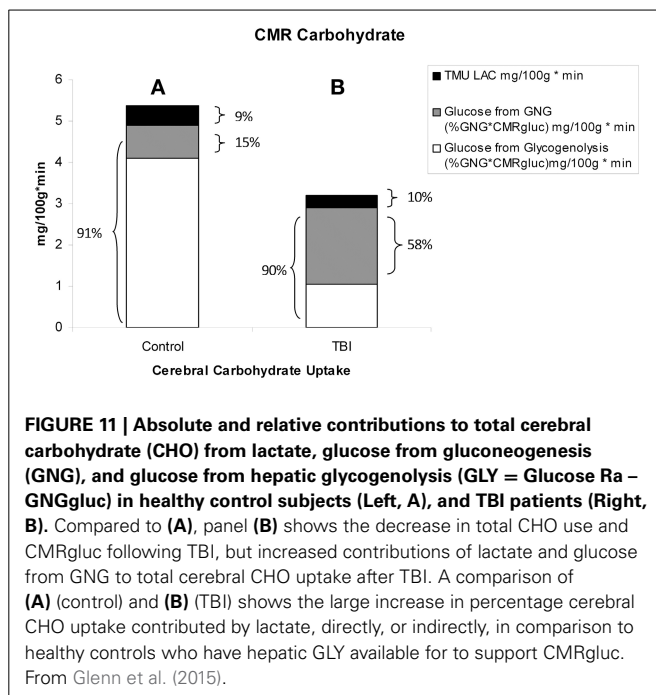 CMR Carbohydrate
A
B
TMU LAC mg/100g * min
Glucose from GNG
(%GNG*CMRgluc) mg/100g * min
Glucose from Glycogenolysis
(%GNG*CMRgluc)mg/100g * min
mg/100g*min
6
5
4
3
2
1
0
9%
15%
91%
10%
58%
90%
Control
TBI
Cerebral Carbohydrate Uptake
FIGURE 11 | Absolute and relative contributions to total cerebral
carbohydrate (CHO) from lactate, glucose from gluconeogenesis
(GNG), and glucose from hepatic glycogenolysis (GLY = Glucose Ra –
GNGgluc) in healthy control subjects (Left, A), and TBI patients (Right,
B). Compared to (A), panel (B) shows the decrease in total CHO use and
CMRgluc following TBI, but increased contributions of lactate and glucose
from GNG to total cerebral CHO uptake after TBI. A comparison of
(A) (control) and (B) (TBI) shows the large increase in percentage cerebral
CHO uptake contributed by lactate, directly, or indirectly, in comparison to
healthy controls who have hepatic GLY available for to support CMRgluc.
From Glenn et al. (2015).